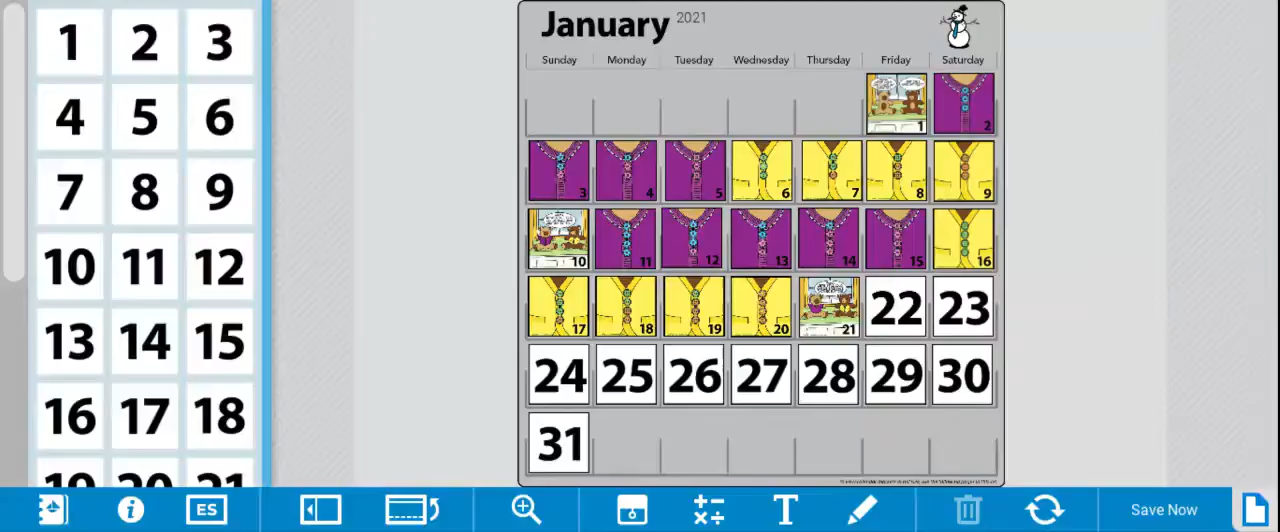 1 2 3
4 5 6
7 8 9
10 11 12
13 14 15
16 17 18
19 20 21
January 2021
Sunday Monday Tuesday Wednesday Thursday Friday Saturday
1 2
3 4 5 6 7 8 9
10 11 12 13 14 15 16
17 18 19 20 21 22 23
24 25 26 27 28 29 30
31
ES
T
Save Now